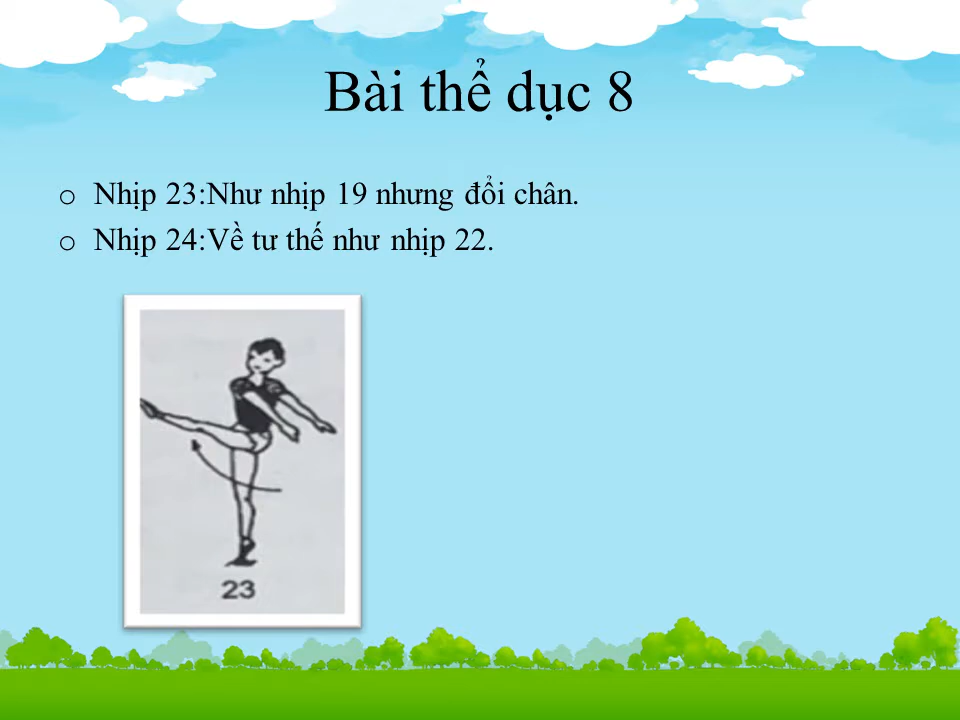 Bài thể dục 8
o Nhịp 23:Như nhịp 19 nhưng đổi chân.
o Nhịp 24:Về tư thế như nhịp 22.
23